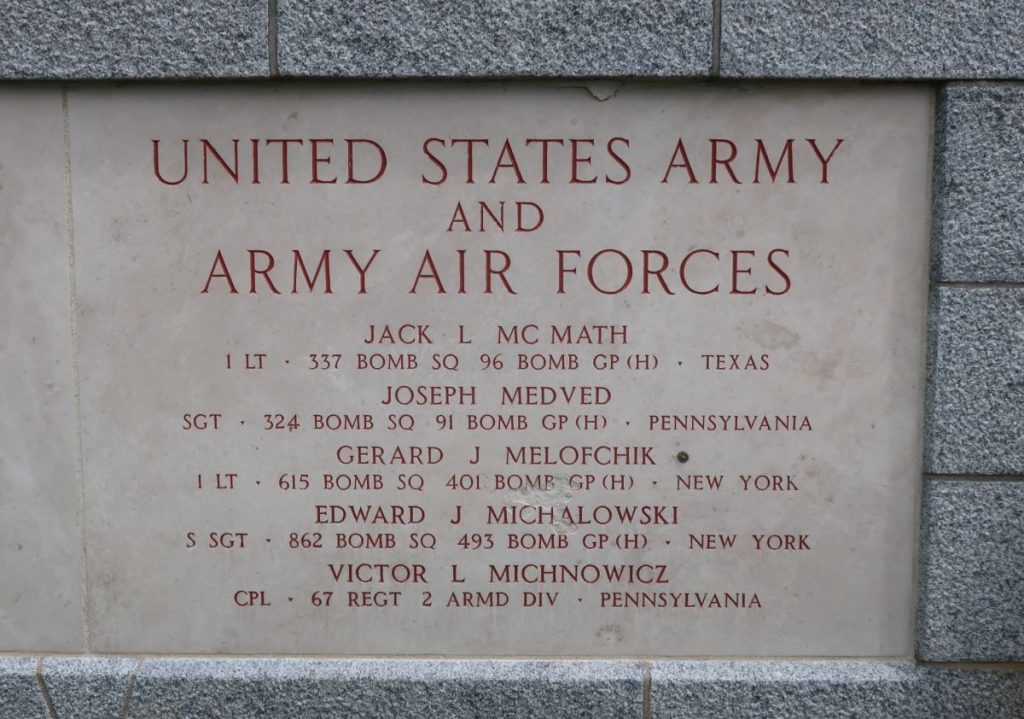 UNITED STATES ARMY
AND
ARMY AIR FORCES
JACK L MC MATH
1 LT · 337 BOMB SQ 96 BOMB GP (H) · TEXAS
JOSEPH MEDVED
SGT · 324 BOMB SQ 91 BOMB GP (H) · PENNSYLVANIA
GERARD J MELOFCHIK
1 LT · 615 BOMB SQ 401 BOMB GP (H) · NEW YORK
EDWARD J MICHALOWSKI
S SGT · 862 BOMB SQ 493 BOMB GP (H) · NEW YORK
VICTOR L MICHNOWICZ
CPL · 67 REGT 2 ARMD DIV · PENNSYLVANIA